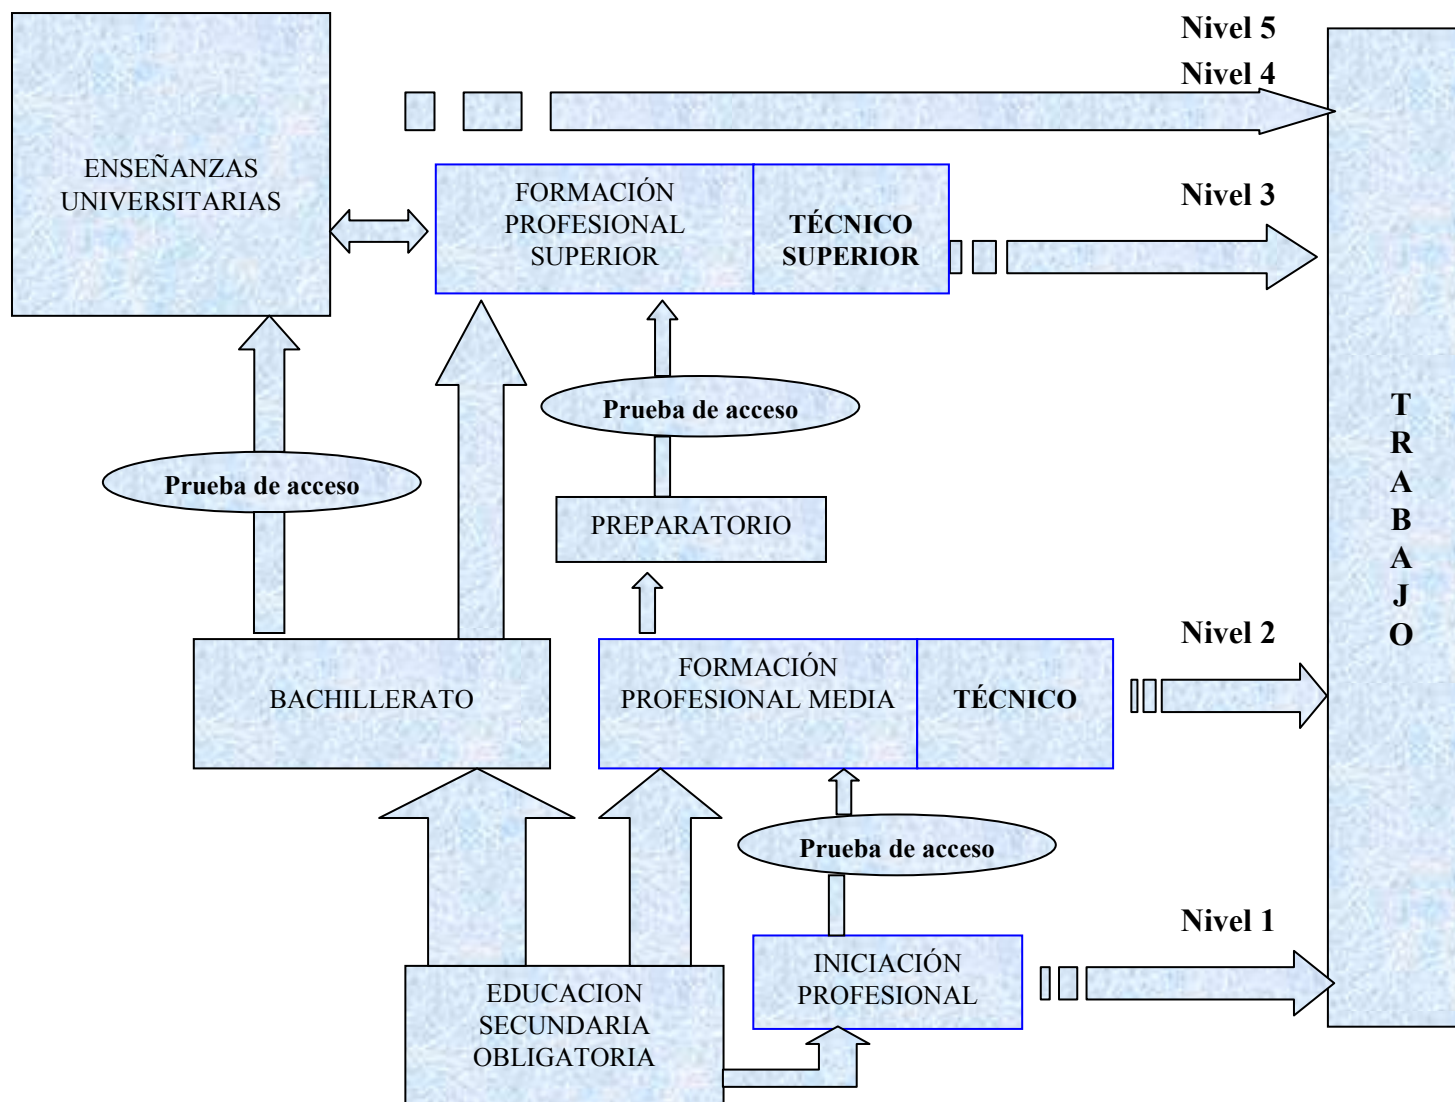 Nivel 5
Nivel 4
ENSEÑANZAS
UNIVERSITARIAS
FORMACIÓN
PROFESIONAL
SUPERIOR
TÉCNICO
SUPERIOR
Nivel 3
Prueba de acceso
Prueba de acceso
PREPARATORIO
T
R
A
B
A
J
O
BACHILLERATO
FORMACIÓN
PROFESIONAL MEDIA
TÉCNICO
Nivel 2
Prueba de acceso
EDUCACION
SECUNDARIA
OBLIGATORIA
INICIACIÓN
PROFESIONAL
Nivel 1